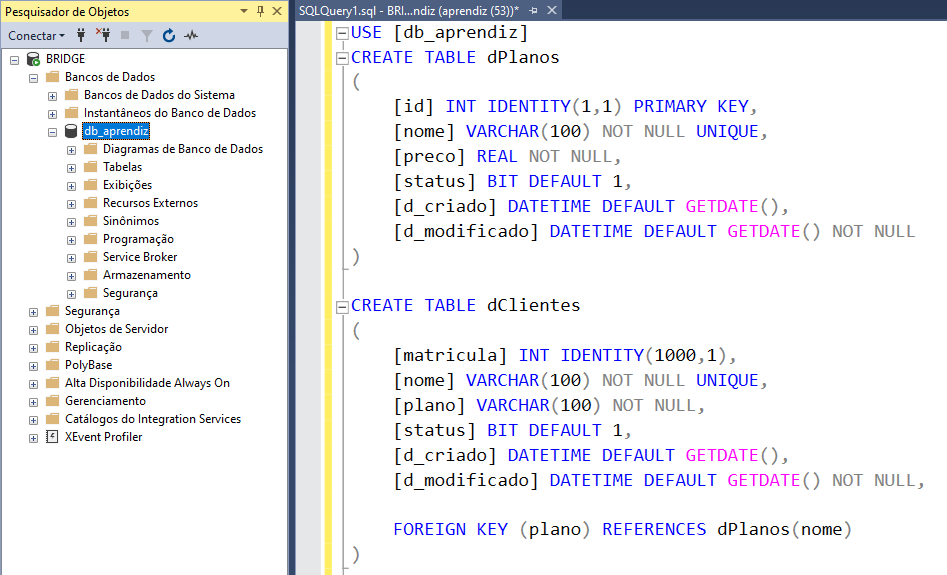 Pesquisador de Objetos
Conectar
BRIDGE
Bancos de Dados
Bancos de Dados do Sistema
Instantâneos do Banco de Dados
db_aprendiz
Diagramas de Banco de Dados
Tabelas
Exibições
Recursos Externos
Sinônimos
Programação
Service Broker
Armazenamento
Segurança
Segurança
Objetos de Servidor
Replicação
PolyBase
Alta Disponibilidade Always On
Gerenciamento
Catálogos do Integration Services
XEvent Profiler
SQLQuery1.sql - BRI...ndiz (aprendiz (53))*
USE [db_aprendiz]
CREATE TABLE dPlanos
(
[id] INT IDENTITY(1,1) PRIMARY KEY,
[nome] VARCHAR(100) NOT NULL UNIQUE,
[preco] REAL NOT NULL,
[status] BIT DEFAULT 1,
[d_criado] DATETIME DEFAULT GETDATE(),
[d_modificado] DATETIME DEFAULT GETDATE() NOT NULL
)
CREATE TABLE dClientes
(
[matricula] INT IDENTITY(1000,1),
[nome] VARCHAR(100) NOT NULL UNIQUE,
[plano] VARCHAR(100) NOT NULL,
[status] BIT DEFAULT 1,
[d_criado] DATETIME DEFAULT GETDATE(),
[d_modificado] DATETIME DEFAULT GETDATE() NOT NULL,
FOREIGN KEY (plano) REFERENCES dPlanos(nome)
)